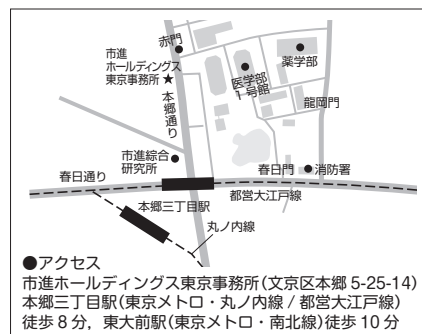 赤門
市進
ホールディングス
東京事務所★
本郷通り
医学部
1号館
薬学部
龍岡門
市進綜合
研究所
春日通り
春日門
消防署
本郷三丁目駅
都営大江戸線
丸ノ内線
●アクセス
市進ホールディングス東京事務所(文京区本郷 5-25-14)
本郷三丁目駅(東京メトロ・丸ノ内線 / 都営大江戸線)
徒歩 8 分，東大前駅(東京メトロ・南北線)徒歩 10 分